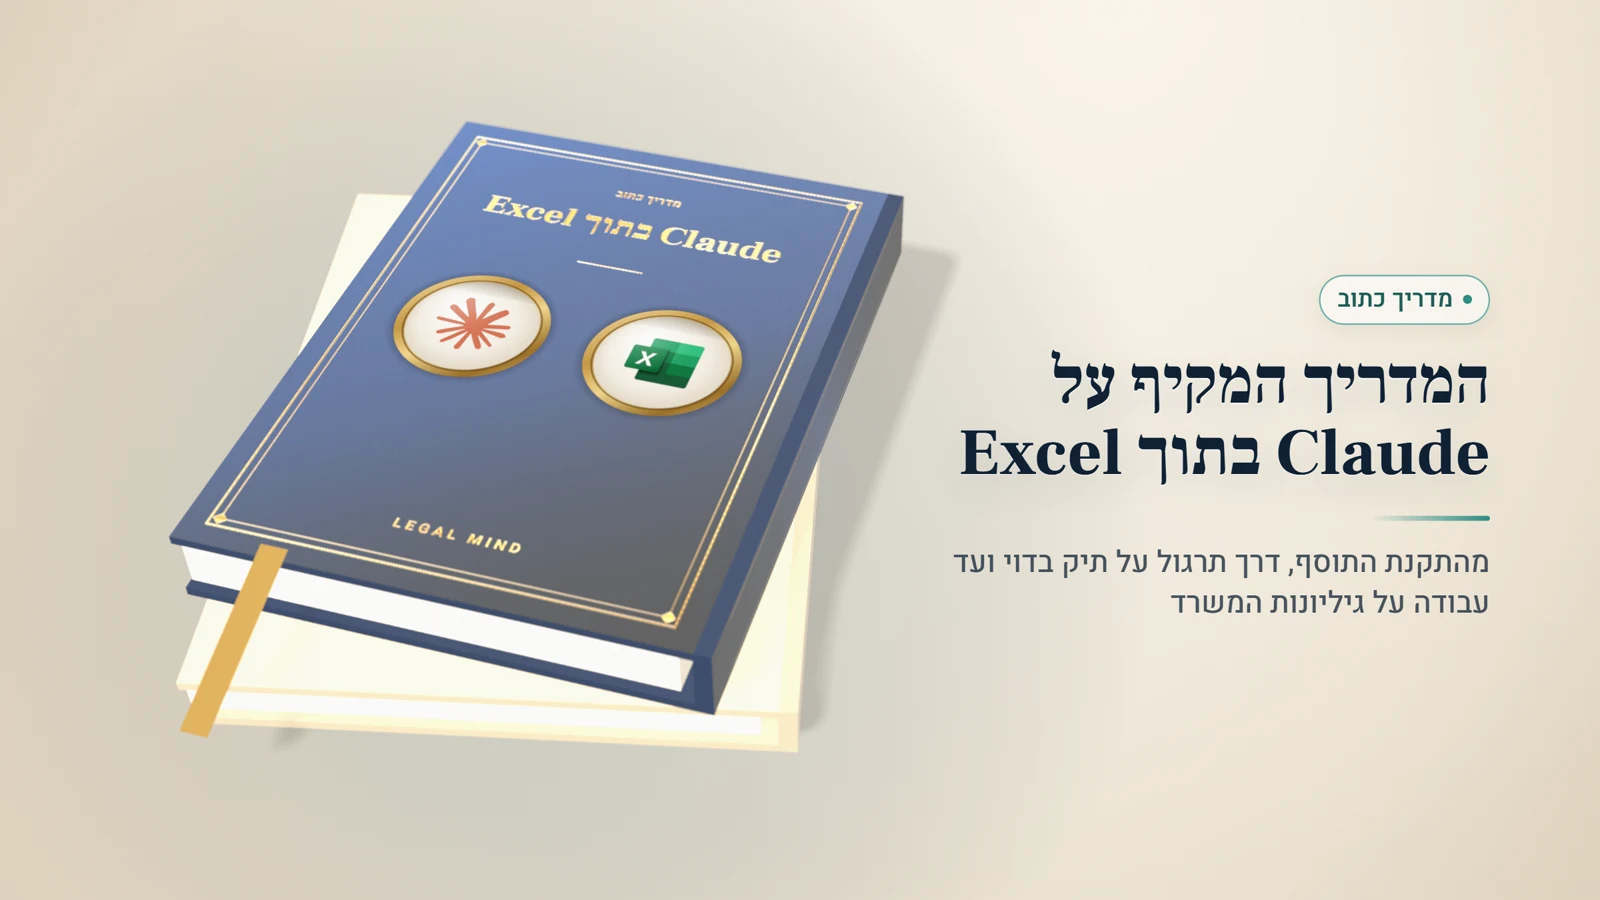 מדריך כתוב
Claude בתוך Excel
X
LEGAL MIND
מדריך כתוב
המדריך המקיף על
Claude בתוך Excel
מהתקנת התוסף, דרך תרגול על תיק בדוי ועד
עבודה על גיליונות המשרד